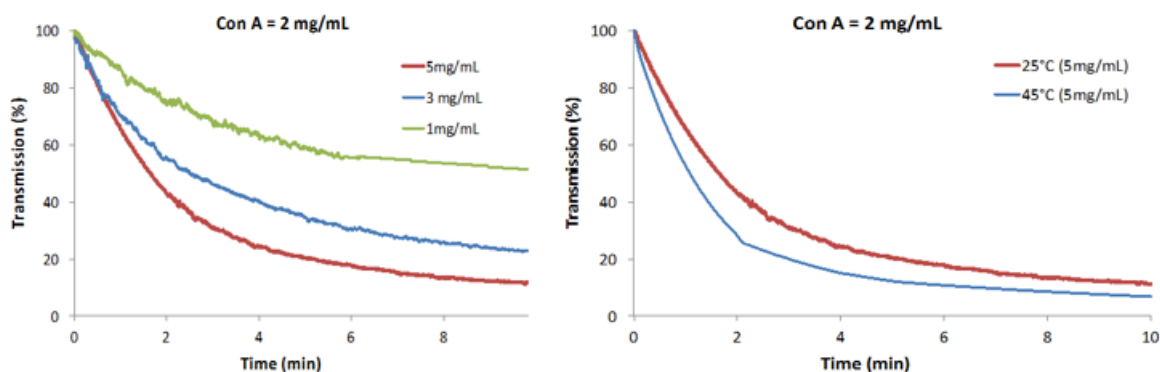 Con A = 2 mg/mL
Transmission (%)
100
80
60
40
20
0
5mg/mL
3 mg/mL
1mg/mL
0
2
4
6
8
Time (min)
Con A = 2 mg/mL
Transmission (%)
100
80
60
40
20
0
25°C (5mg/mL)
45°C (5mg/mL)
0
2
4
6
8
10
Time (min)